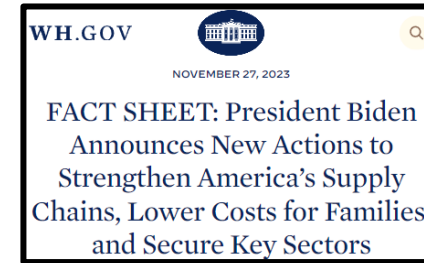 WH.GOV
NOVEMBER 27, 2023
FACT SHEET: President Biden
Announces New Actions to
Strengthen America’s Supply
Chains, Lower Costs for Families
and Secure Key Sectors